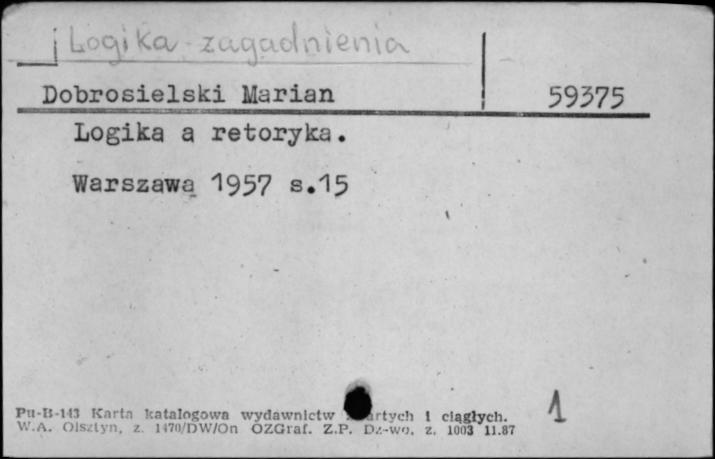 Logika - zagadnienia
Dobrosielski Marian 59375
Logika a retoryka.
Warszawa 1957 s.15
1
Pu-B-143 Karta katalogowa wydawnictw i ciągłych.
W.A. Olsztyn, z. 1470/DW/On OZGraf. Z.P. Dz-wo, z. 1003 11.87